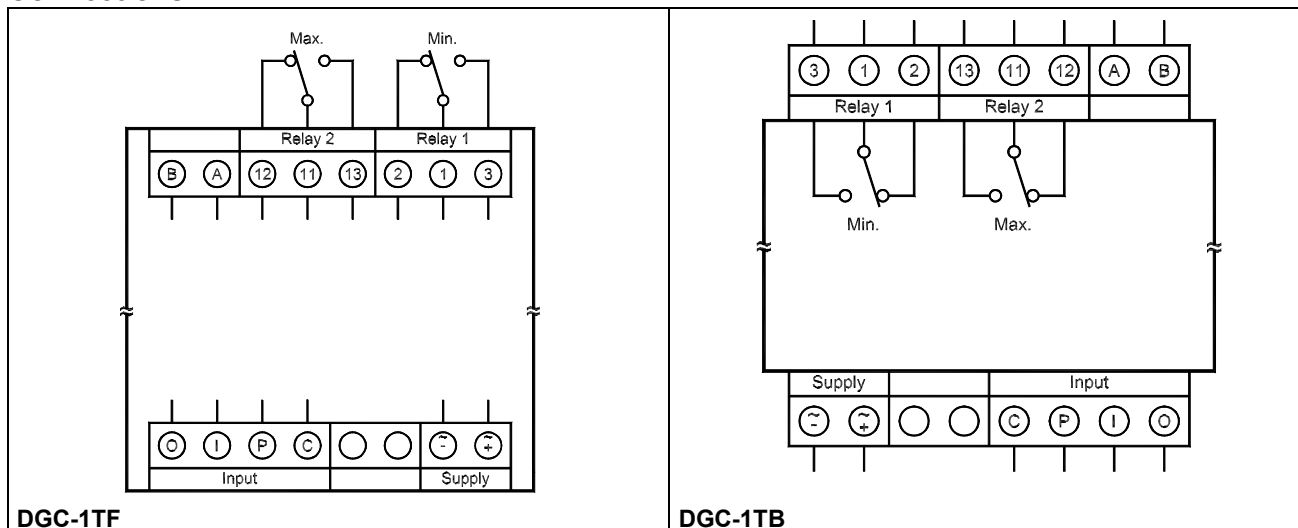 Max. Min.
Relay 2 Relay 1
B A 12 11 13 2 1 3
O I P C ~- ~+
Input Supply
DGC-1TF
3 1 2 13 11 12 A B
Relay 1 Relay 2
Min. Max.
Supply Input
~- ~+ C P I O
DGC-1TB